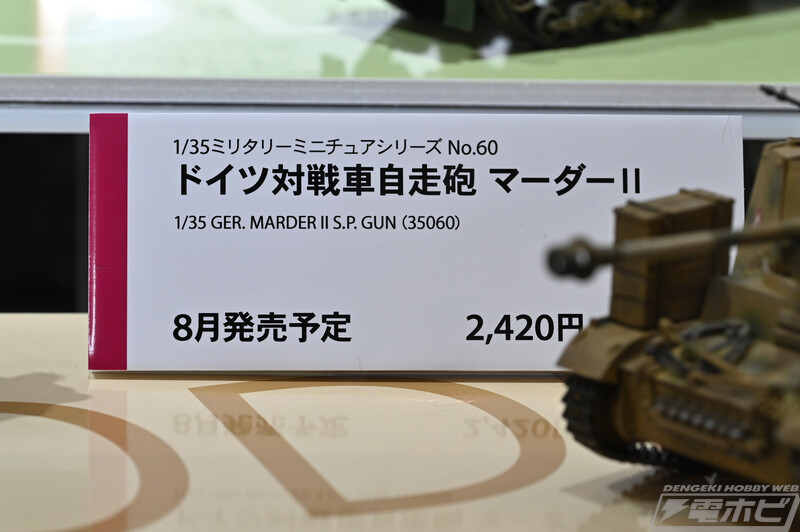 1/35ミリタリーミニチュアシリーズ No.60
ドイツ対戦車自走砲 マーダーII
1/35 GER. MARDER II S.P. GUN (35060)
8月発売予定 2,420円
DENGEKI HOBBY WEB
電ホビ